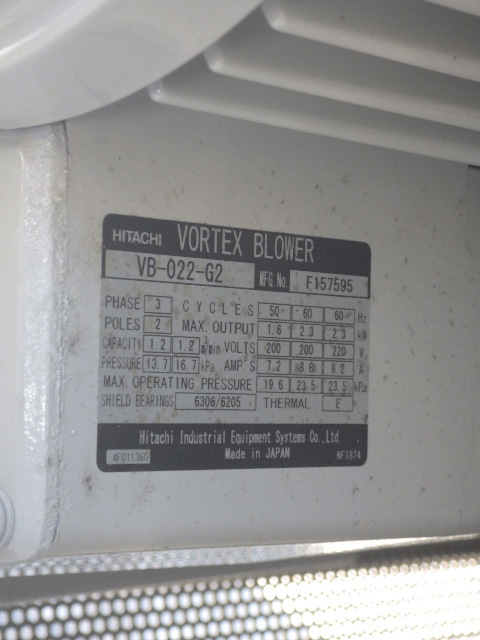 HITACHI VORTEX BLOWER
VB-022-G2 MFG.No. F157595
PHASE 3 CYCLES 50 60 60 Hz
POLES 2 MAX. OUTPUT 1.6 2.3 2.3 kW
CAPACITY 1.2 1.2 m³/min VOLTS 200 200 220 V
PRESSURE 13.7 16.7 kPa AMP'S 7.2 8.8 8.2 A
MAX. OPERATING PRESSURE 19.6 23.5 23.5 kPa
SHIELD BEARINGS 6306/6205 THERMAL E
Hitachi Industrial Equipment Systems Co., Ltd.
4FD11360 Made in JAPAN NF1874